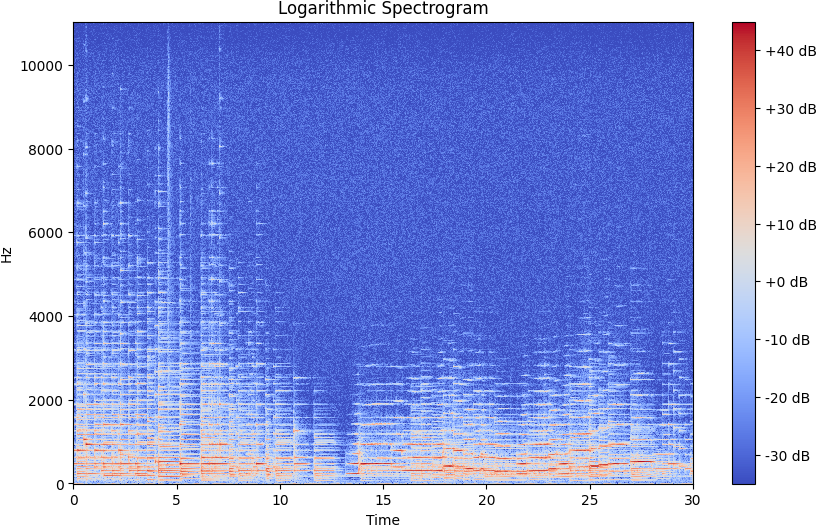 Logarithmic Spectrogram
Hz
10000
8000
6000
4000
2000
0
0 5 10 15 20 25 30
Time
+40 dB
+30 dB
+20 dB
+10 dB
+0 dB
-10 dB
-20 dB
-30 dB